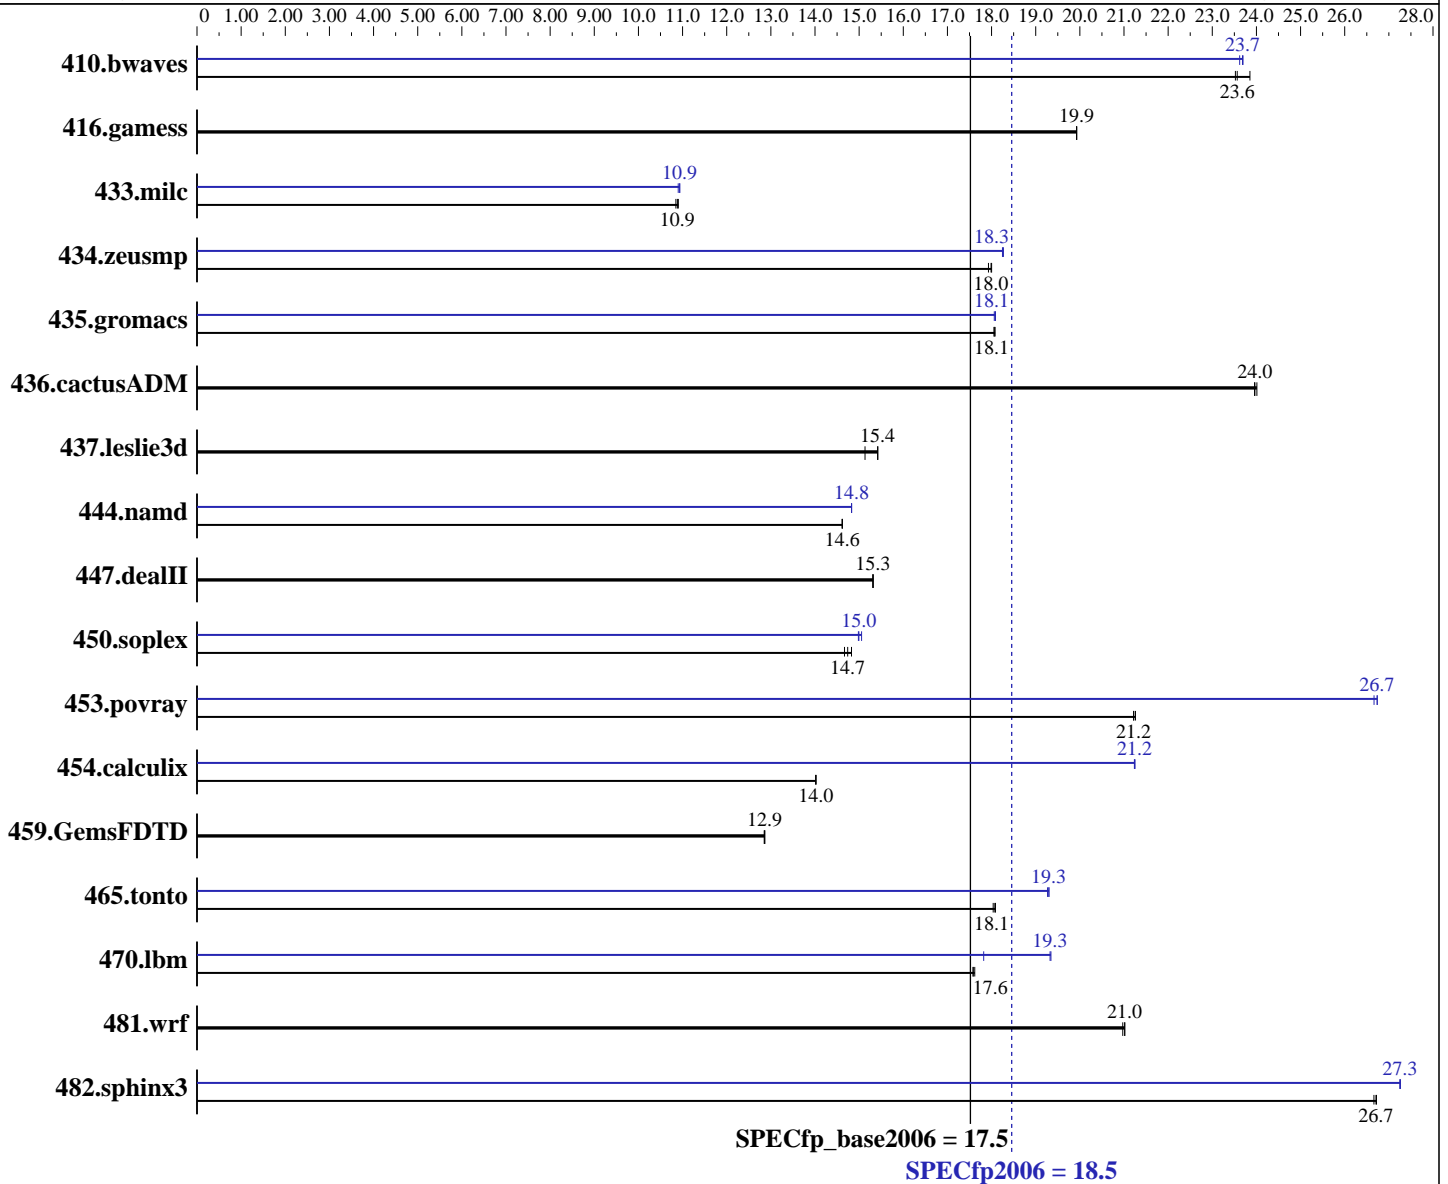 0 1.00 2.00 3.00 4.00 5.00 6.00 7.00 8.00 9.00 10.0 11.0 12.0 13.0 14.0 15.0 16.0 17.0 18.0 19.0 20.0 21.0 22.0 23.0 24.0 25.0 26.0 28.0
23.7
410.bwaves
23.6
19.9
416.gamess
10.9
433.milc
10.9
18.3
434.zeusmp
18.0
18.1
435.gromacs
18.1
24.0
436.cactusADM
15.4
437.leslie3d
14.8
444.namd
14.6
15.3
447.dealII
15.0
450.soplex
14.7
26.7
453.povray
21.2
21.2
454.calculix
14.0
12.9
459.GemsFDTD
19.3
465.tonto
18.1
19.3
470.lbm
17.6
21.0
481.wrf
27.3
482.sphinx3
26.7
SPECfp_base2006 = 17.5
SPECfp2006 = 18.5